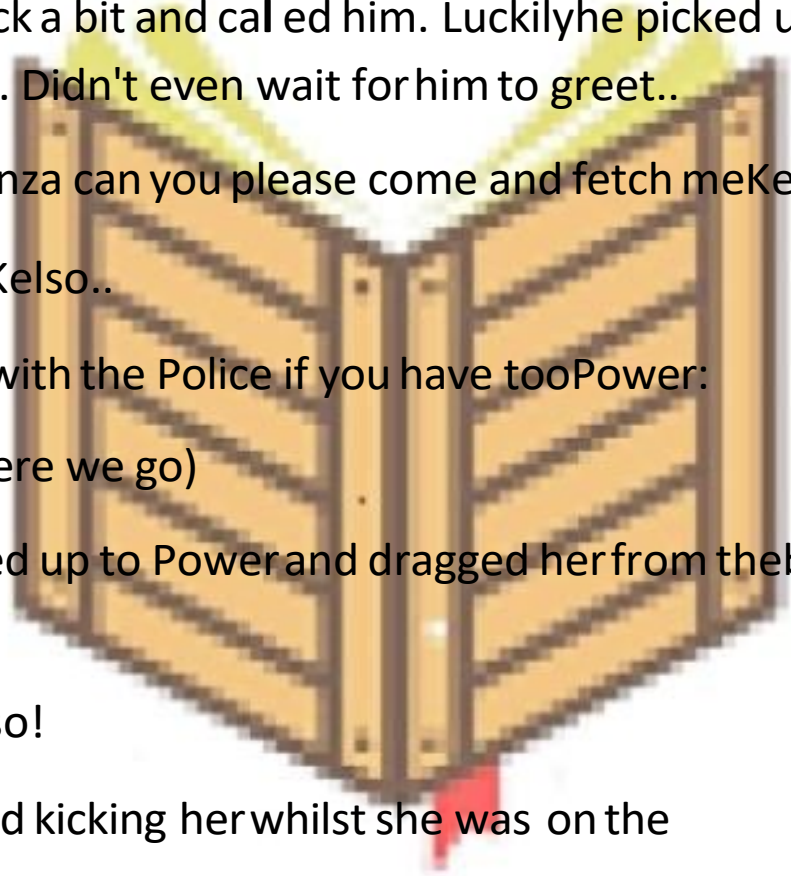 ck a bit and cal ed him. Luckilyhe picked u
. Didn't even wait forhim to greet..
nza can you please come and fetch meKe
Kelso..
with the Police if you have tooPower:
ere we go)
ed up to Powerand dragged herfrom theb
so!
d kicking herwhilst she was on the